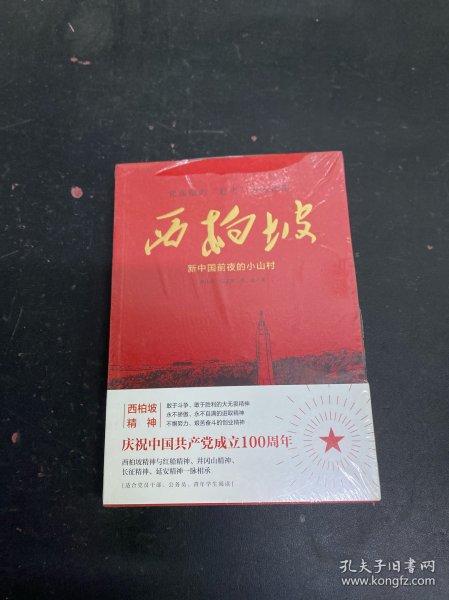 西柏坡
新中国前夜的小山村
西柏坡
精 神
敢于斗争、敢于胜利的大无畏精神
永不骄傲、永不自满的进取精神
不懈努力、艰苦奋斗的创业精神
庆祝中国共产党成立100周年
西柏坡精神与红船精神、井冈山精神、
长征精神、延安精神一脉相承
[适合党员干部、公务员、青年学生阅读]
孔夫子旧书网
book.kongfz.com